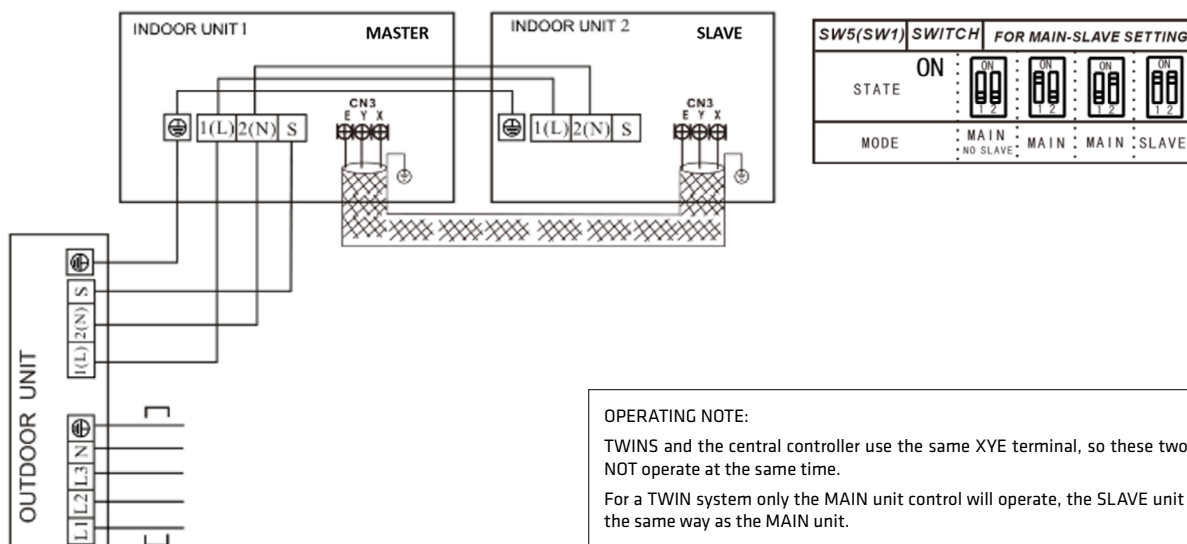 INDOOR UNIT 1 MASTER
INDOOR UNIT 2 SLAVE
CN3
E Y X
1(L) 2(N) S
CN3
E Y X
1(L) 2(N) S
SW5(SW1) SWITCH FOR MAIN-SLAVE SETTING
STATE ON
ON ON ON ON
1 2 1 2 1 2 1 2
MODE MAIN NO SLAVE MAIN MAIN SLAVE
OUTDOOR UNIT
S
2(N)
1(L)
N
L3
L2
L1
OPERATING NOTE:
TWINS and the central controller use the same XYE terminal, so these two
NOT operate at the same time.
For a TWIN system only the MAIN unit control will operate, the SLAVE unit
the same way as the MAIN unit.